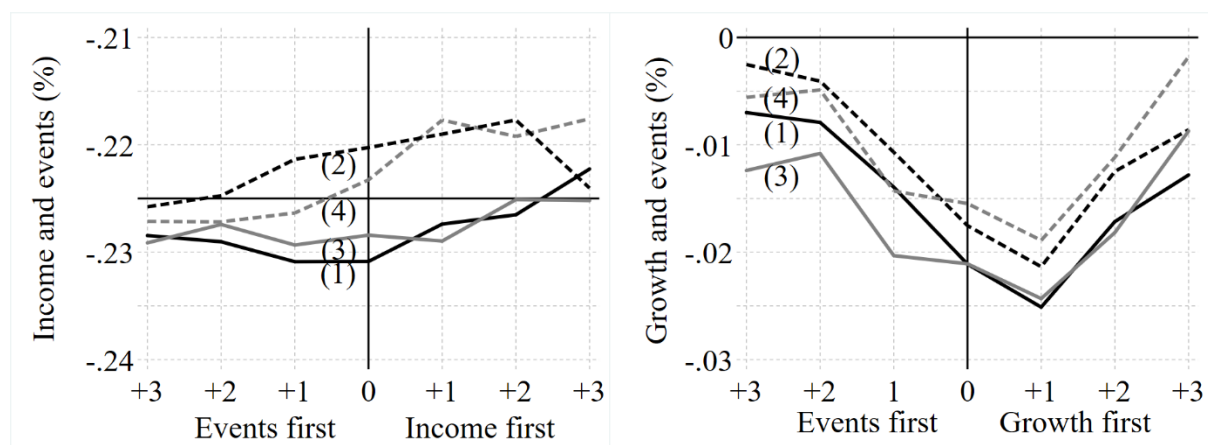 Income and events (%)
-.21
-.22
-.23
-.24
(2)
(4)
(3)
(1)
+3 +2 +1 0 +1 +2 +3
Events first Income first
Growth and events (%)
0
-.01
-.02
-.03
(2)
(4)
(1)
(3)
+3 +2 1 0 +1 +2 +3
Events first Growth first